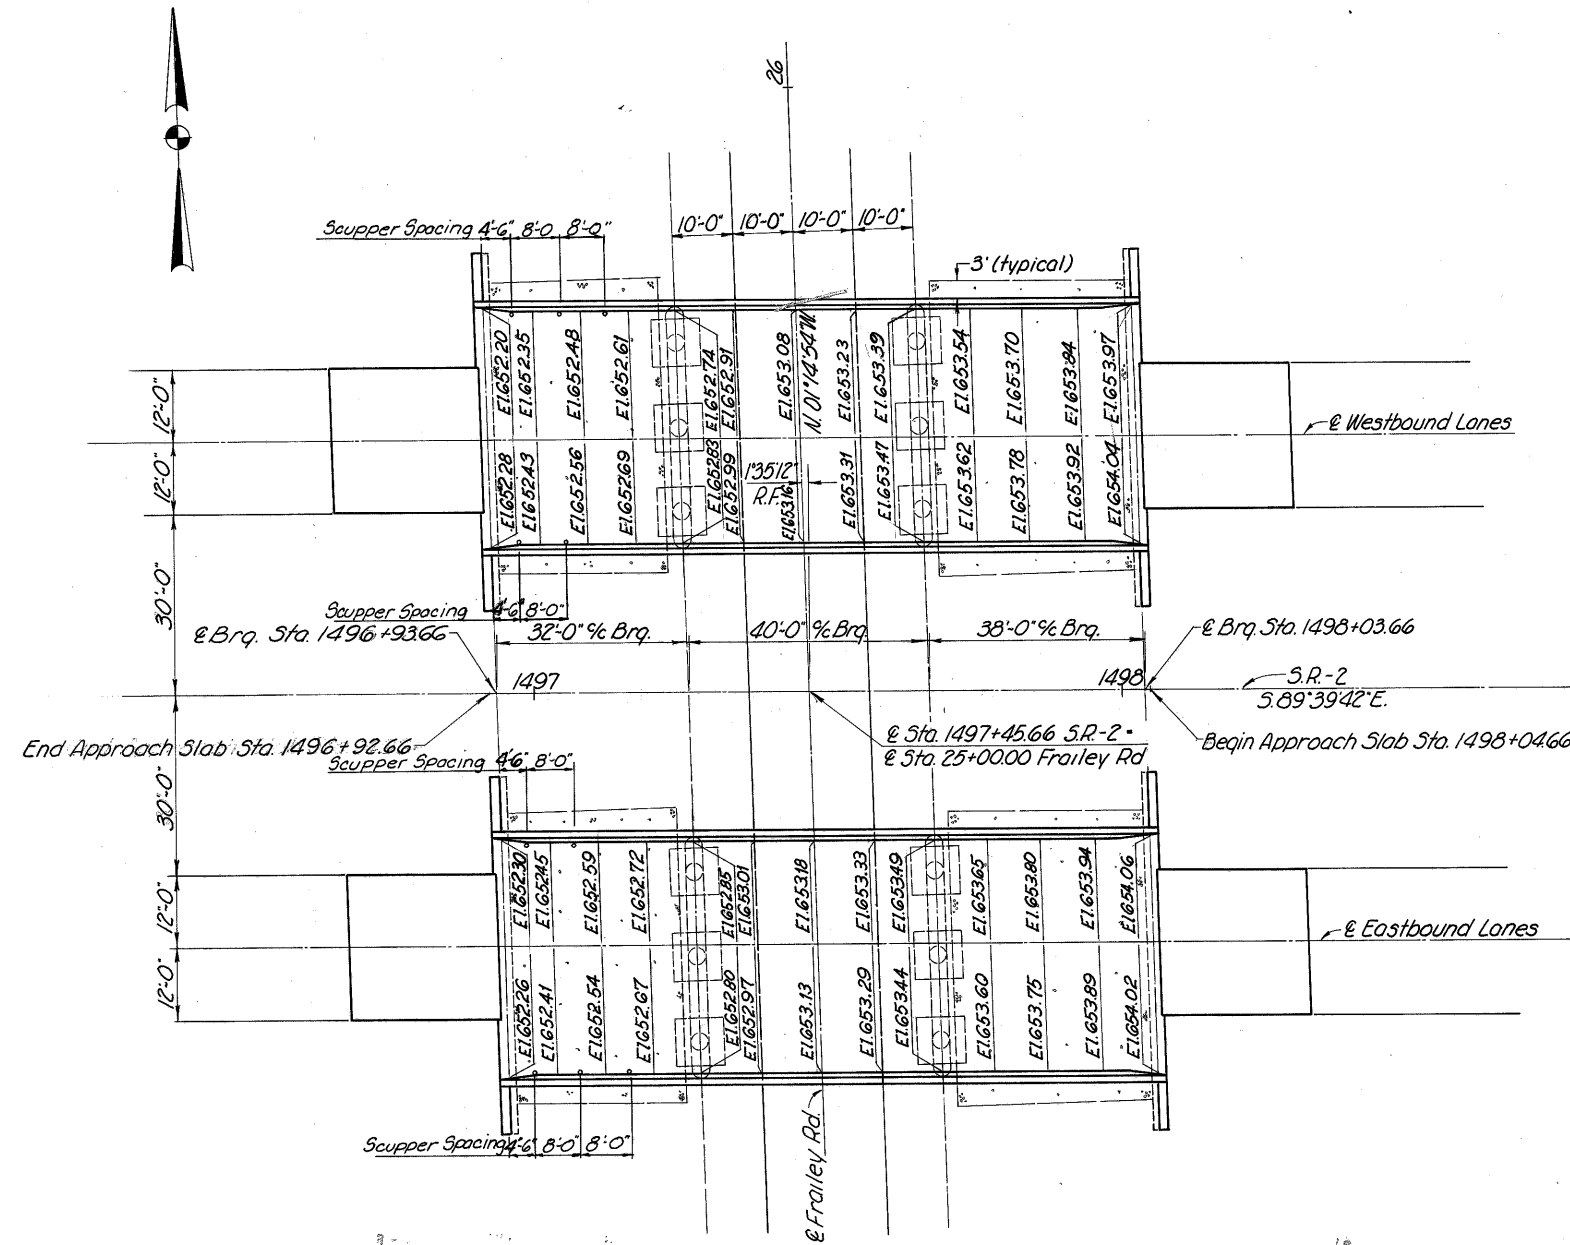 26
Scupper Spacing 4'-6" 8'-0 8'-0"
10'-0" 10'-0" 10'-0" 10'-0"
3' (typical)
El.652.20
El.652.35
El.652.48
El.652.61
El.652.74
El.652.91
El.653.08
N. 01°14'54"W.
El.653.23
El.653.39
El.653.54
El.653.70
El.653.84
El.653.97
12'-0"
℄ Westbound Lanes
12'-0"
El.652.28
El.652.43
El.652.56
El.652.69
El.652.83
El.652.99
1°35'12"
R.F.
El.653.16
El.653.31
El.653.47
El.653.62
El.653.78
El.653.92
El.654.04
30'-0"
Scupper Spacing 4'-6" 8'-0"
℄ Brg. Sta. 1496+93.66
32'-0" c/c Brg.
40'-0" c/c Brg.
38'-0" c/c Brg.
℄ Brg. Sta. 1498+03.66
1497
1498
S.R.-2
S.89°39'42"E.
End Approach Slab Sta. 1496+92.66
℄ Sta. 1497+45.66 S.R.-2 =
℄ Sta. 25+00.00 Frailey Rd
Begin Approach Slab Sta. 1498+04.66
Scupper Spacing 4'-6" 8'-0"
30'-0"
El.652.30
El.652.45
El.652.59
El.652.72
El.652.85
El.653.01
El.653.18
El.653.33
El.653.49
El.653.65
El.653.80
El.653.94
El.654.06
12'-0"
℄ Eastbound Lanes
12'-0"
El.652.26
El.652.41
El.652.54
El.652.67
El.652.80
El.652.97
El.653.13
El.653.29
El.653.44
El.653.60
El.653.75
El.653.89
El.654.02
Scupper Spacing 4'-6" 8'-0" 8'-0"
℄ Frailey Rd.